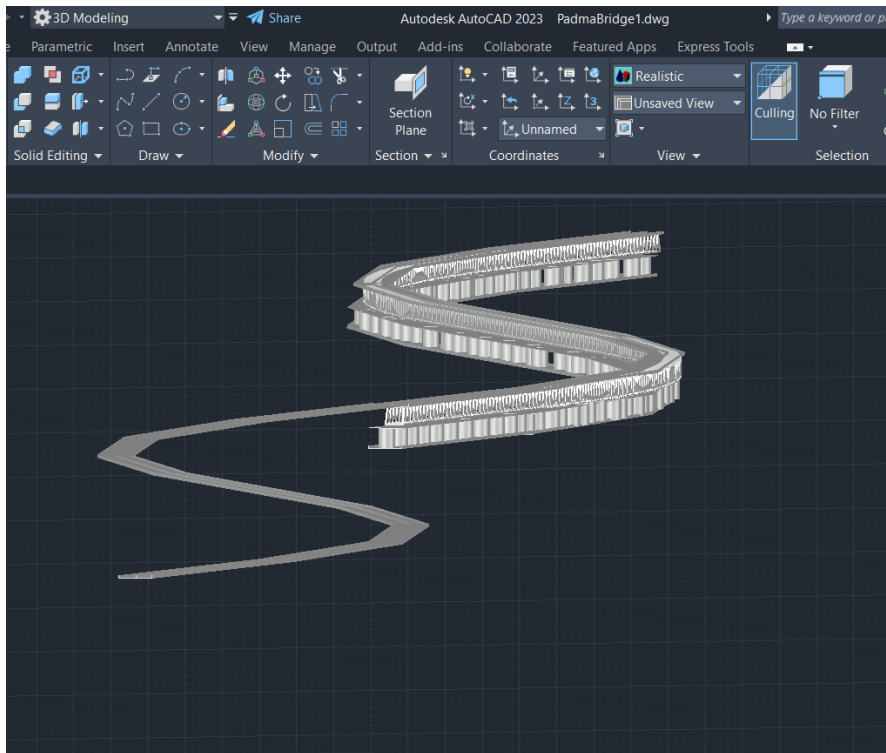 3D Modeling
Share
Autodesk AutoCAD 2023 PadmaBridge1.dwg
Type a keyword or
Parametric Insert Annotate View Manage Output Add-ins Collaborate Featured Apps Express Tools
Realistic
Unsaved View
Unnamed
Section
Plane
Culling
No Filter
Solid Editing
Draw
Modify
Section
Coordinates
View
Selection